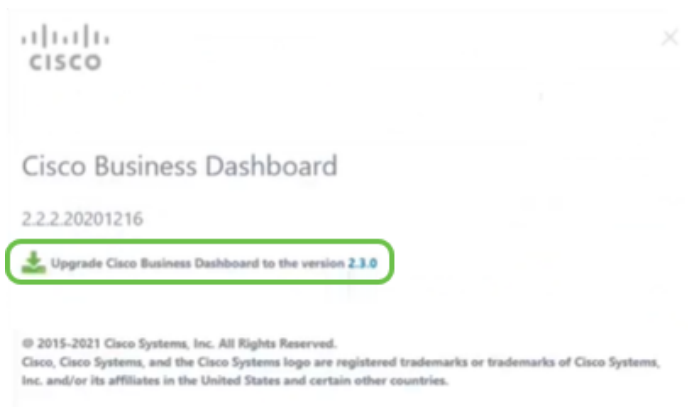 CISCO
Cisco Business Dashboard
2.2.2.20201216
Upgrade Cisco Business Dashboard to the version 2.3.0
© 2015-2021 Cisco Systems, Inc. All Rights Reserved.
Cisco, Cisco Systems, and the Cisco Systems logo are registered trademarks or trademarks of Cisco Systems,
Inc. and/or its affiliates in the United States and certain other countries.